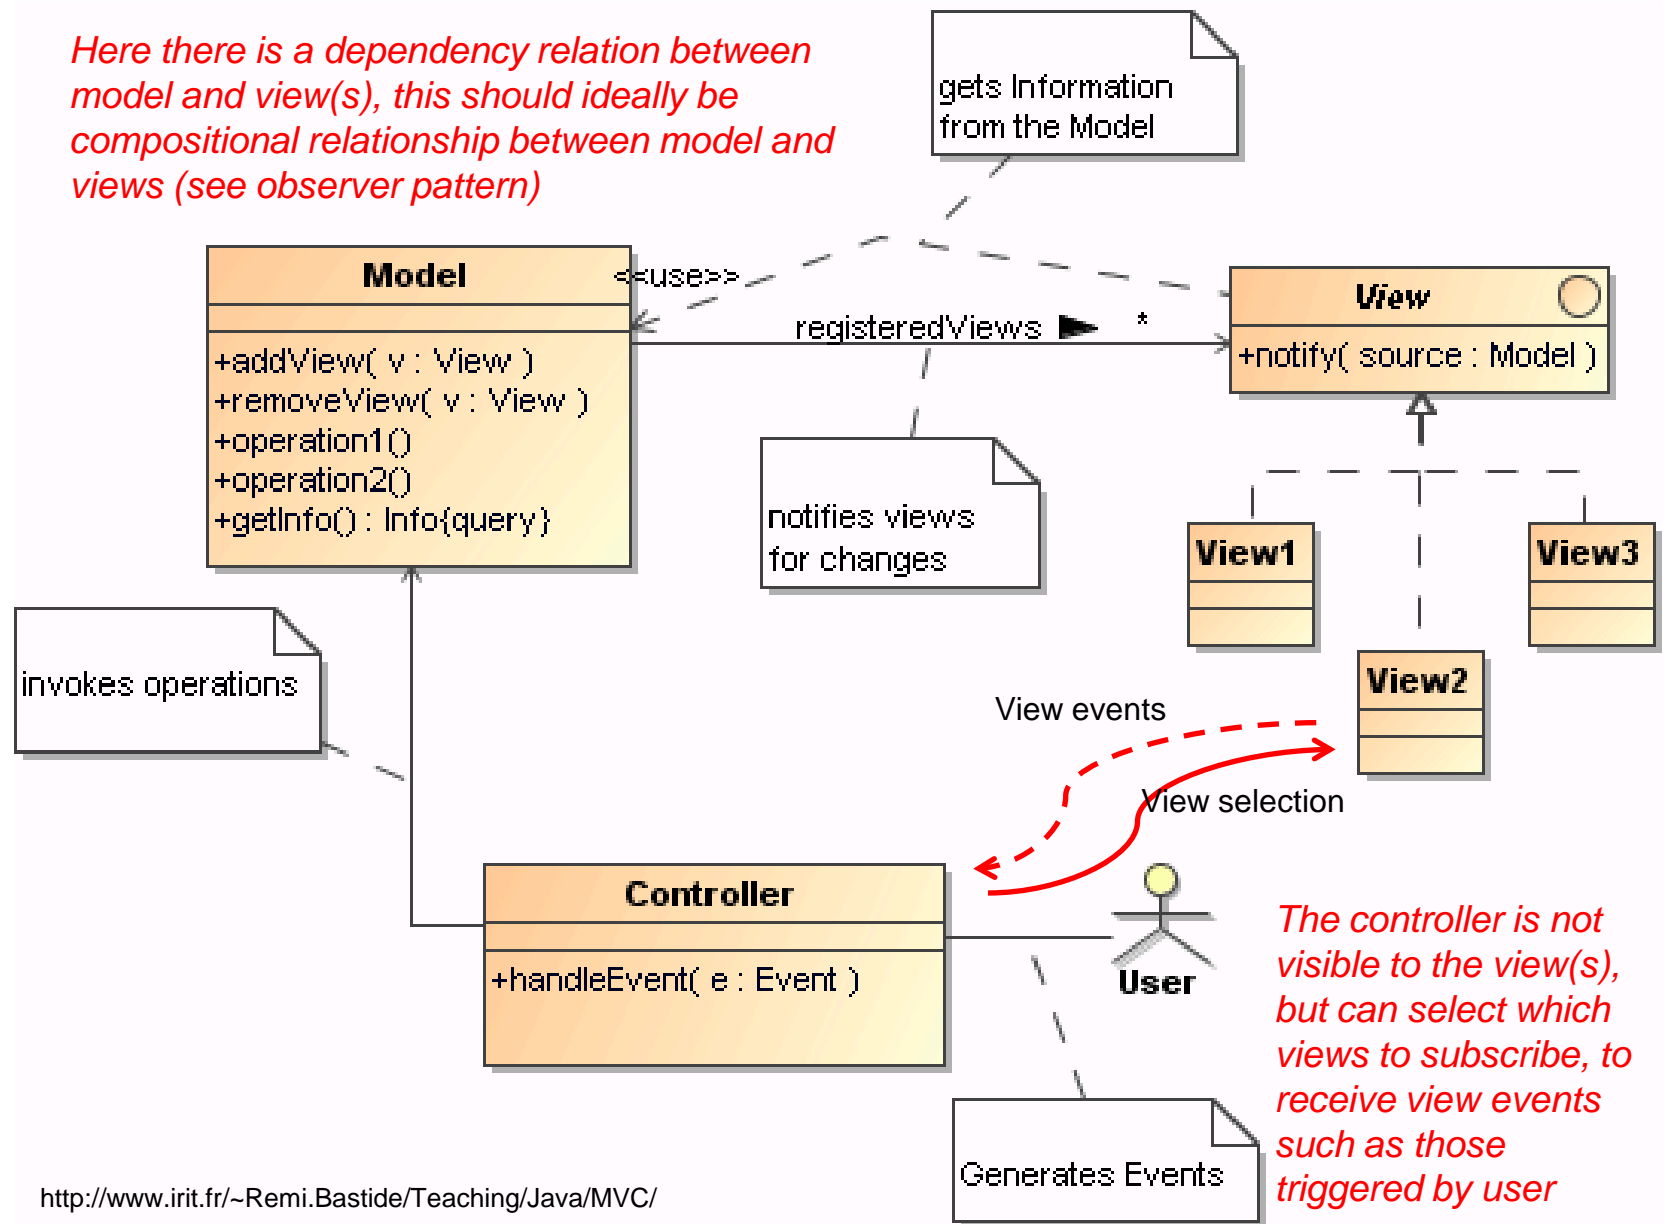 Here there is a dependency relation between
model and view(s), this should ideally be
compositional relationship between model and
views (see observer pattern)
gets Information
from the Model
Model
<<use>>
+addView( v : View )
+removeView( v : View )
+operation1()
+operation2()
+getInfo() : Info{query}
registeredViews
*
View
+notify( source : Model )
notifies views
for changes
View1
View3
View2
invokes operations
View events
View selection
Controller
+handleEvent( e : Event )
User
The controller is not
visible to the view(s),
but can select which
views to subscribe, to
receive view events
such as those
triggered by user
Generates Events
http://www.irit.fr/~Remi.Bastide/Teaching/Java/MVC/